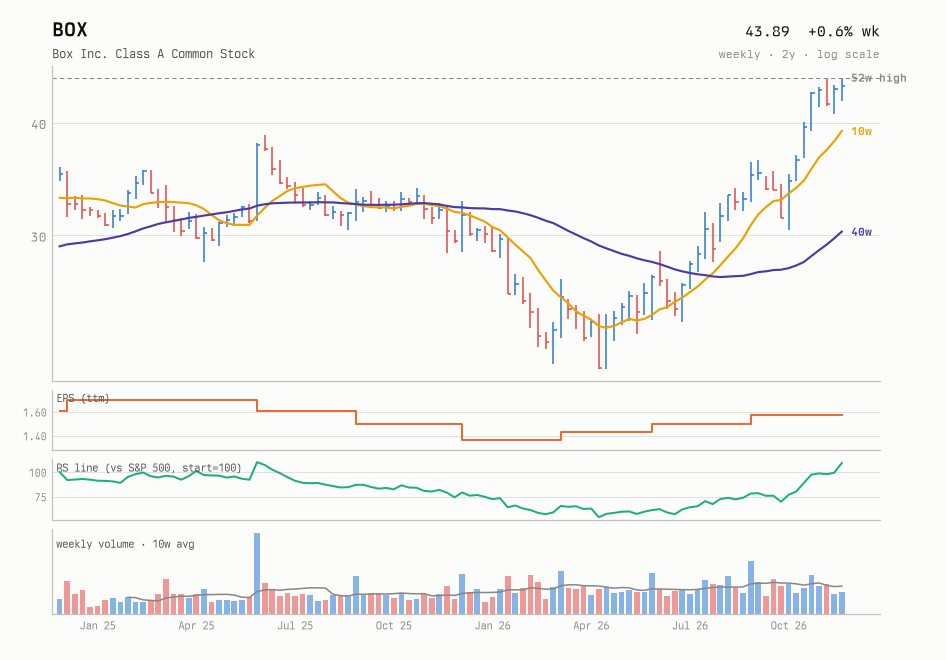 BOX
43.89 +0.6% wk
Box Inc. Class A Common Stock
weekly · 2y · log scale
52w high
40
10w
30
40w
EPS (ttm)
1.60
1.40
RS line (vs S&P 500, start=100)
100
75
weekly volume · 10w avg
Jan 25 Apr 25 Jul 25 Oct 25 Jan 26 Apr 26 Jul 26 Oct 26